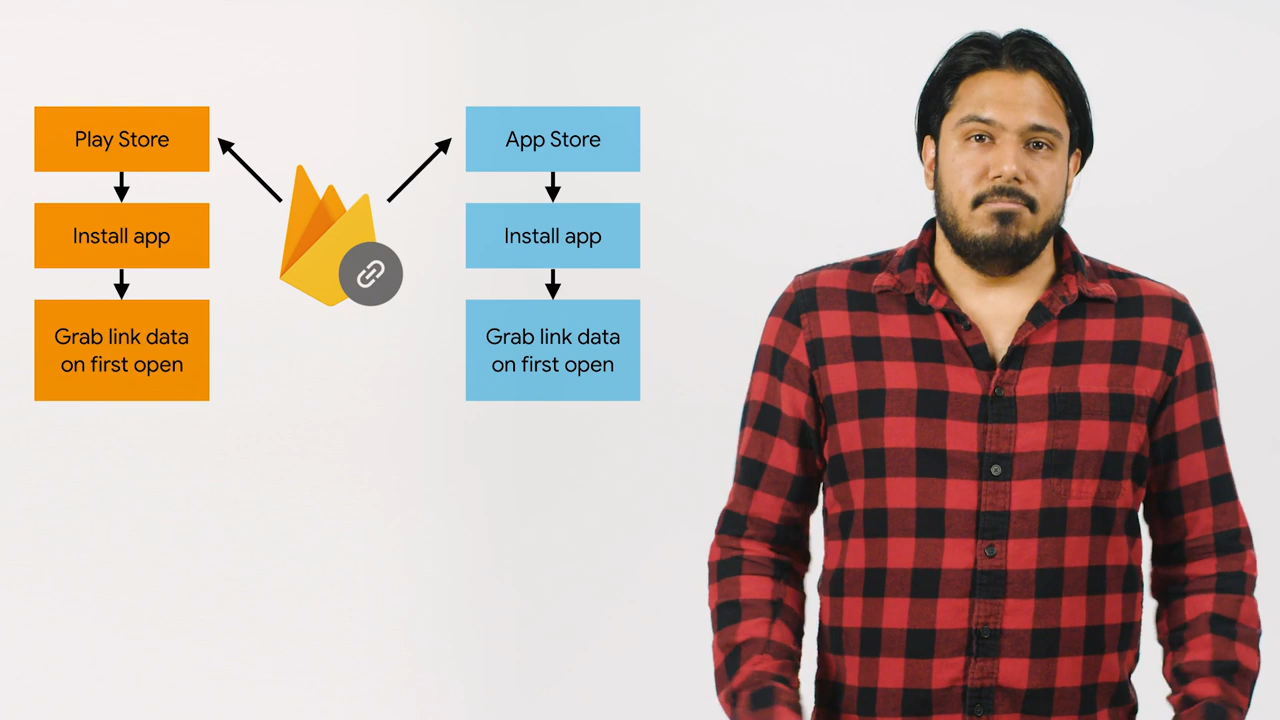 Play Store
Install app
Grab link data
on first open
App Store
Install app
Grab link data
on first open